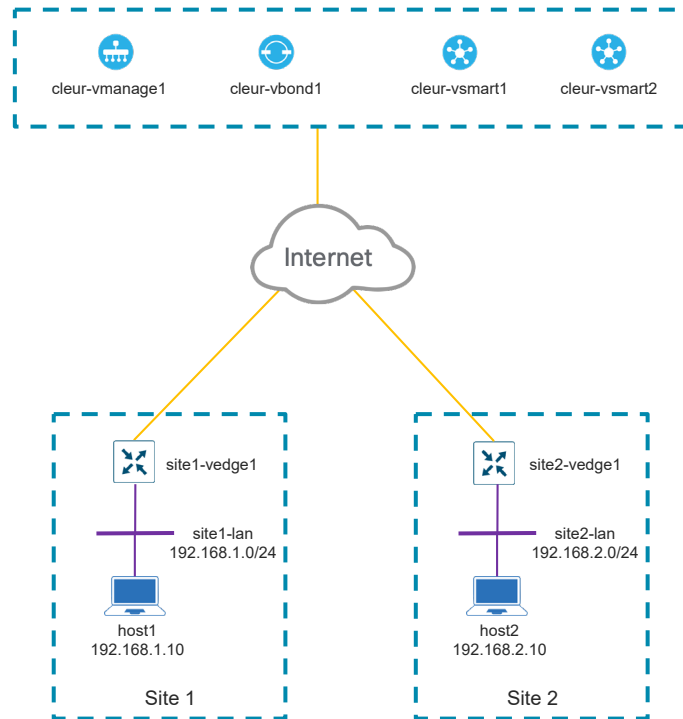 cleur-vmanage1
cleur-vbond1
cleur-vsmart1
cleur-vsmart2
Internet
site1-vedge1
site1-lan
192.168.1.0/24
host1
192.168.1.10
Site 1
site2-vedge1
site2-lan
192.168.2.0/24
host2
192.168.2.10
Site 2